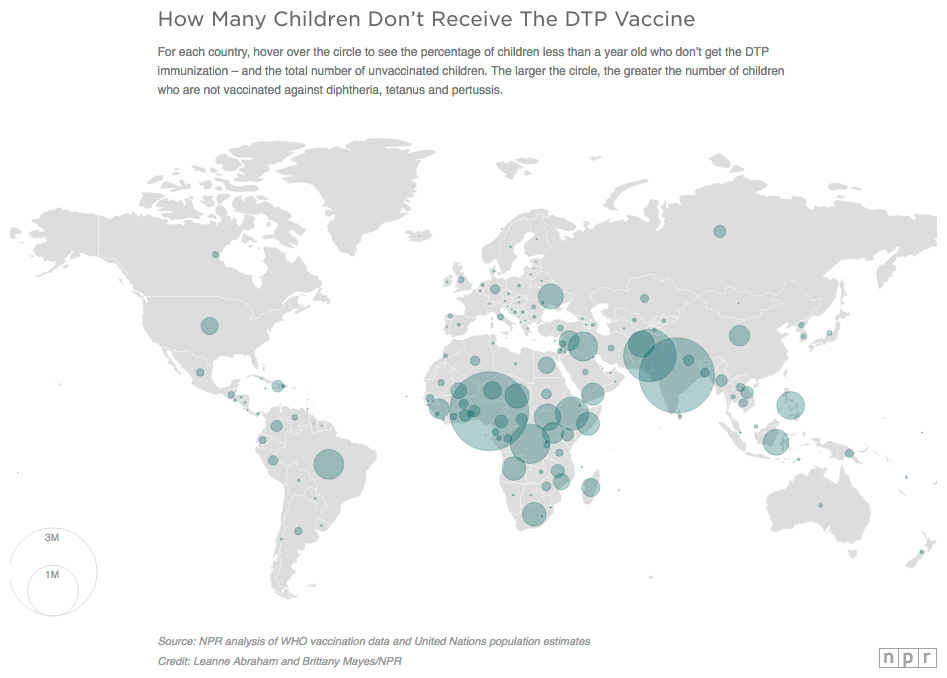 How Many Children Don't Receive The DTP Vaccine
For each country, hover over the circle to see the percentage of children less than a year old who don't get the DTP
immunization – and the total number of unvaccinated children. The larger the circle, the greater the number of children
who are not vaccinated against diphtheria, tetanus and pertussis.
3M
1M
Source: NPR analysis of WHO vaccination data and United Nations population estimates
Credit: Leanne Abraham and Brittany Mayes/NPR
npr